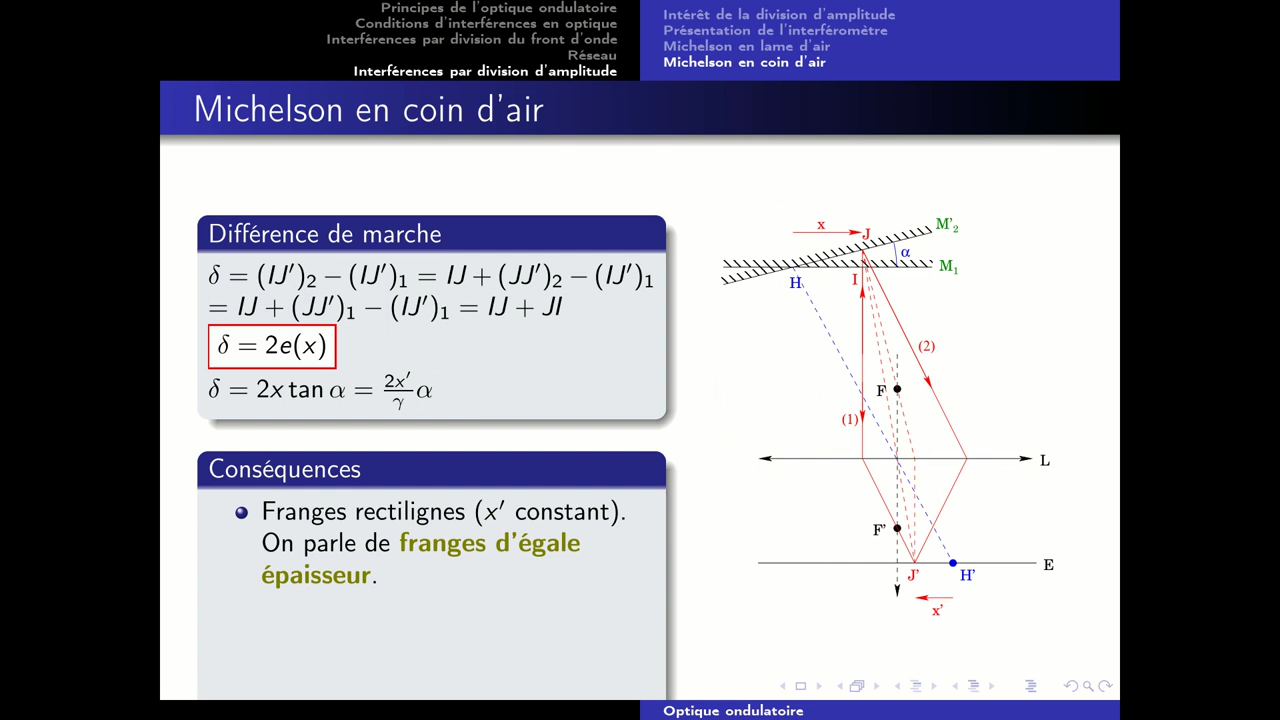 Principes de l'optique ondulatoire
Conditions d'interférences en optique
Interférences par division du front d'onde
Réseau
Interférences par division d'amplitude
Intérêt de la division d'amplitude
Présentation de l'interféromètre
Michelson en lame d'air
Michelson en coin d'air
Michelson en coin d'air
Différence de marche
δ = (IJ′)₂ − (IJ′)₁ = IJ + (JJ′)₂ − (IJ′)₁
= IJ + (JJ′)₁ − (IJ′)₁ = IJ + JI
δ = 2e(x)
δ = 2x tan α = 2x′/γ α
Conséquences
Franges rectilignes (x′ constant).
On parle de franges d'égale
épaisseur.
x
J
M'₂
α
M₁
H
I
(2)
F
(1)
L
F'
E
J'
H'
x'
Optique ondulatoire